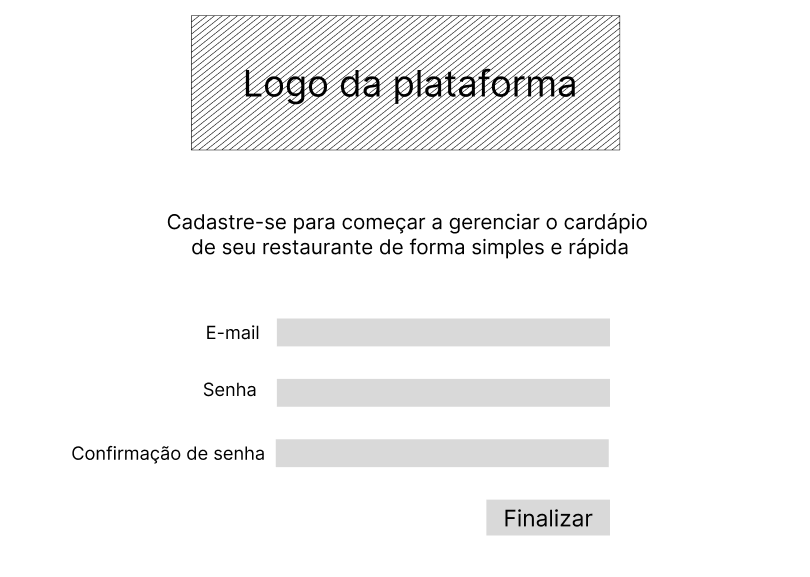 Logo da plataforma
Cadastre-se para começar a gerenciar o cardápio
de seu restaurante de forma simples e rápida
E-mail
Senha
Confirmação de senha
Finalizar